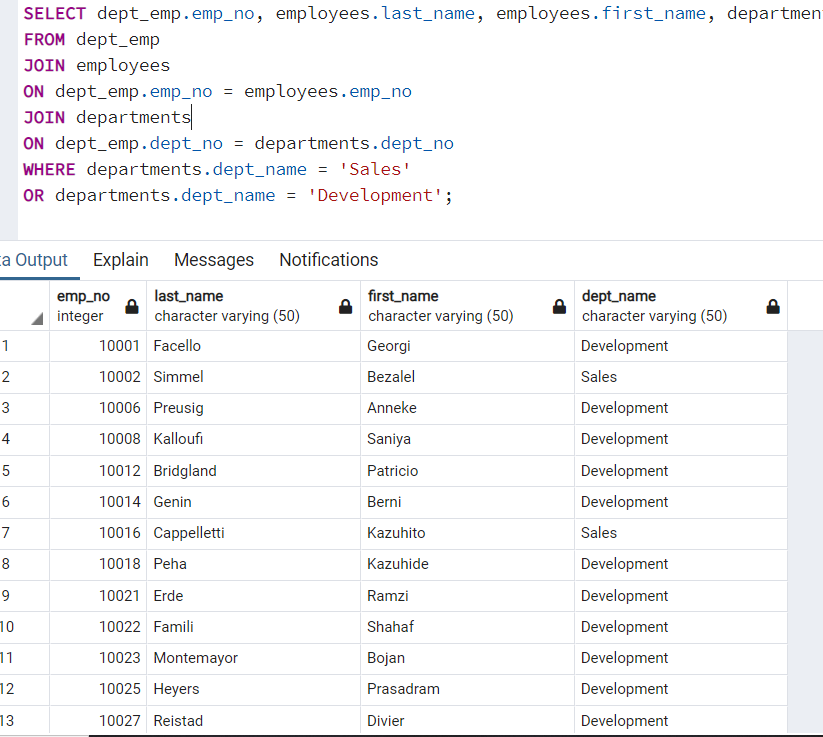 SELECT dept_emp.emp_no, employees.last_name, employees.first_name, departmen
FROM dept_emp
JOIN employees
ON dept_emp.emp_no = employees.emp_no
JOIN departments
ON dept_emp.dept_no = departments.dept_no
WHERE departments.dept_name = 'Sales'
OR departments.dept_name = 'Development';
ta Output Explain Messages Notifications
emp_no last_name first_name dept_name
integer character varying (50) character varying (50) character varying (50)
1 10001 Facello Georgi Development
2 10002 Simmel Bezalel Sales
3 10006 Preusig Anneke Development
4 10008 Kalloufi Saniya Development
5 10012 Bridgland Patricio Development
6 10014 Genin Berni Development
7 10016 Cappelletti Kazuhito Sales
8 10018 Peha Kazuhide Development
9 10021 Erde Ramzi Development
10 10022 Famili Shahaf Development
11 10023 Montemayor Bojan Development
12 10025 Heyers Prasadram Development
13 10027 Reistad Divier Development